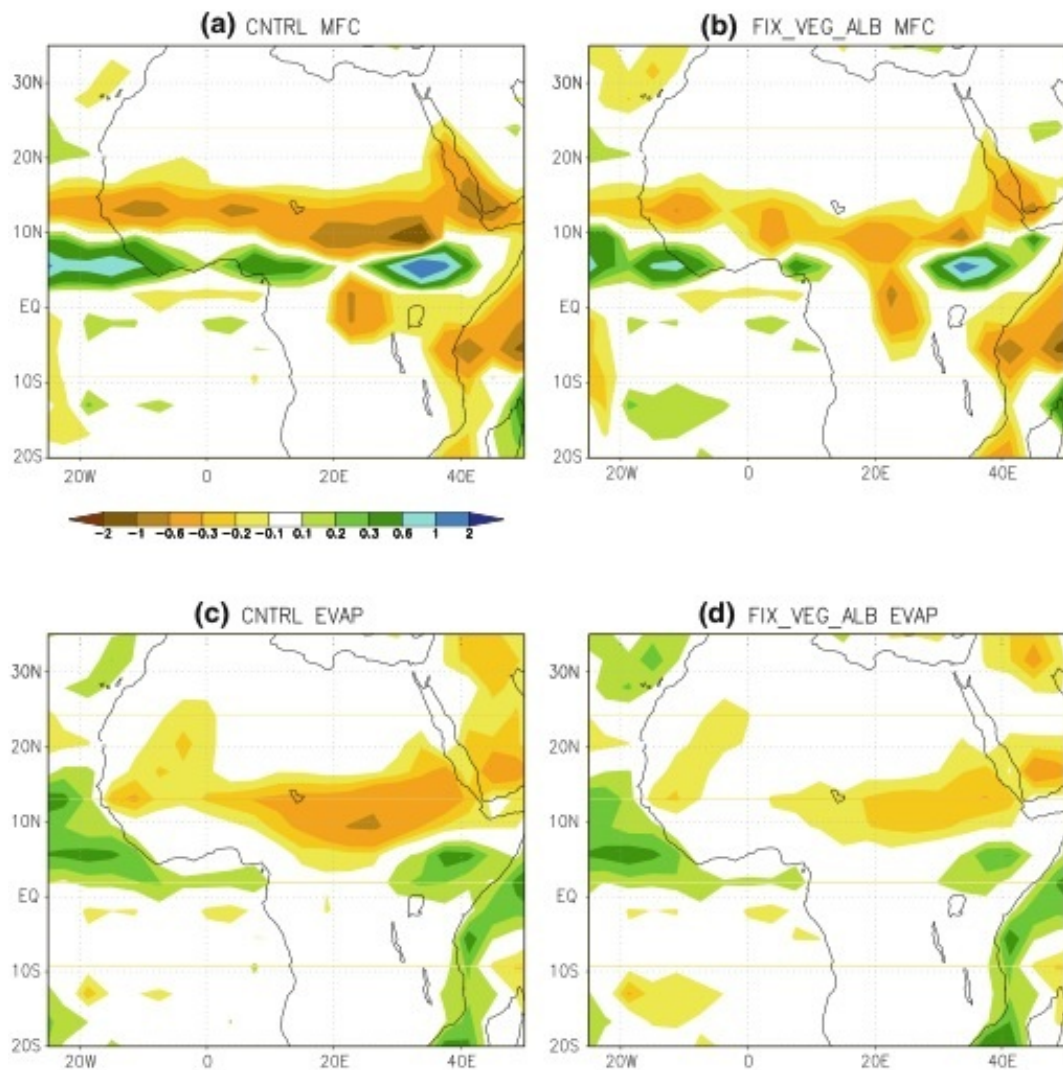 (a) CNTRL MFC
(b) FIX_VEG_ALB MFC
30N
20N
10N
EQ
10S
20S
20W 0 20E 40E
30N
20N
10N
EQ
10S
20S
20W 0 20E 40E
-2 -1 -0.6 -0.3 -0.2 -0.1 0.1 0.2 0.3 0.6 1 2
(c) CNTRL EVAP
(d) FIX_VEG_ALB EVAP
30N
20N
10N
EQ
10S
20S
20W 0 20E 40E
30N
20N
10N
EQ
10S
20S
20W 0 20E 40E